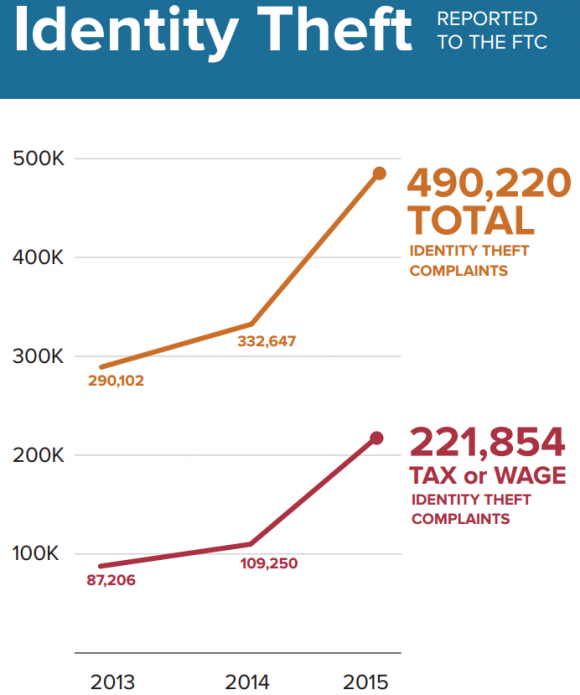 Identity Theft
REPORTED
TO THE FTC
500K
400K
300K
200K
100K
490,220
TOTAL
IDENTITY THEFT
COMPLAINTS
332,647
290,102
221,854
TAX or WAGE
IDENTITY THEFT
COMPLAINTS
109,250
87,206
2013
2014
2015